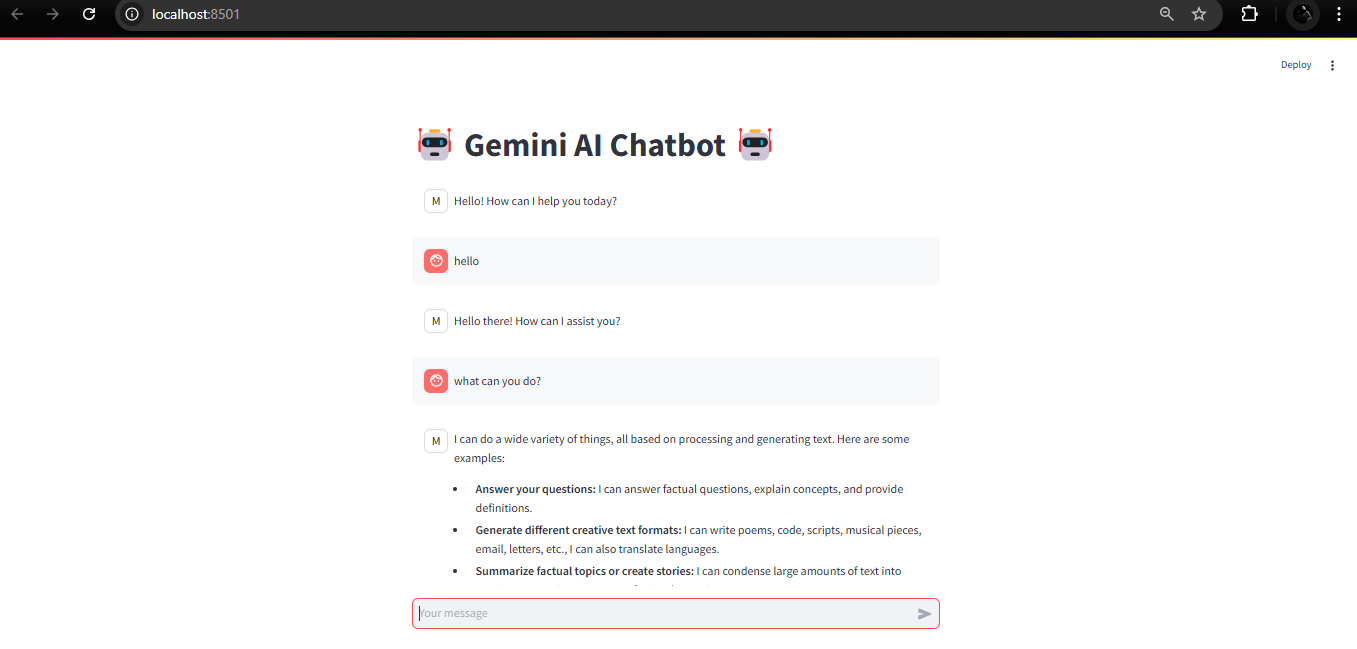 localhost:8501
Deploy
Gemini AI Chatbot
M
Hello! How can I help you today?
hello
M
Hello there! How can I assist you?
what can you do?
M
I can do a wide variety of things, all based on processing and generating text. Here are some
examples:
• Answer your questions: I can answer factual questions, explain concepts, and provide
definitions.
• Generate different creative text formats: I can write poems, code, scripts, musical pieces,
email, letters, etc., I can also translate languages.
• Summarize factual topics or create stories: I can condense large amounts of text into
Your message